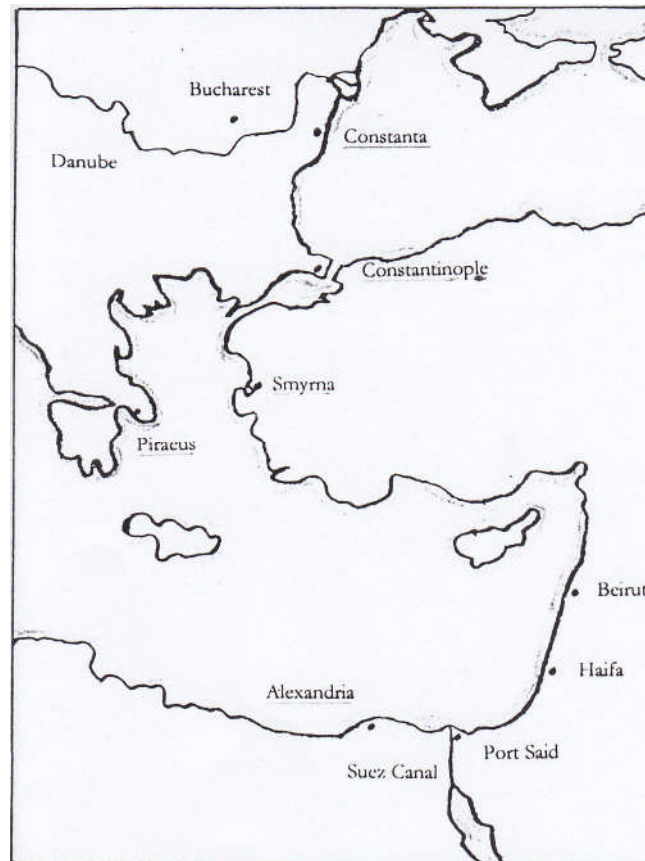 Bucharest
Constanta
Danube
Constantinople
Smyrna
Piraeus
Beirut
Haifa
Alexandria
Port Said
Suez Canal